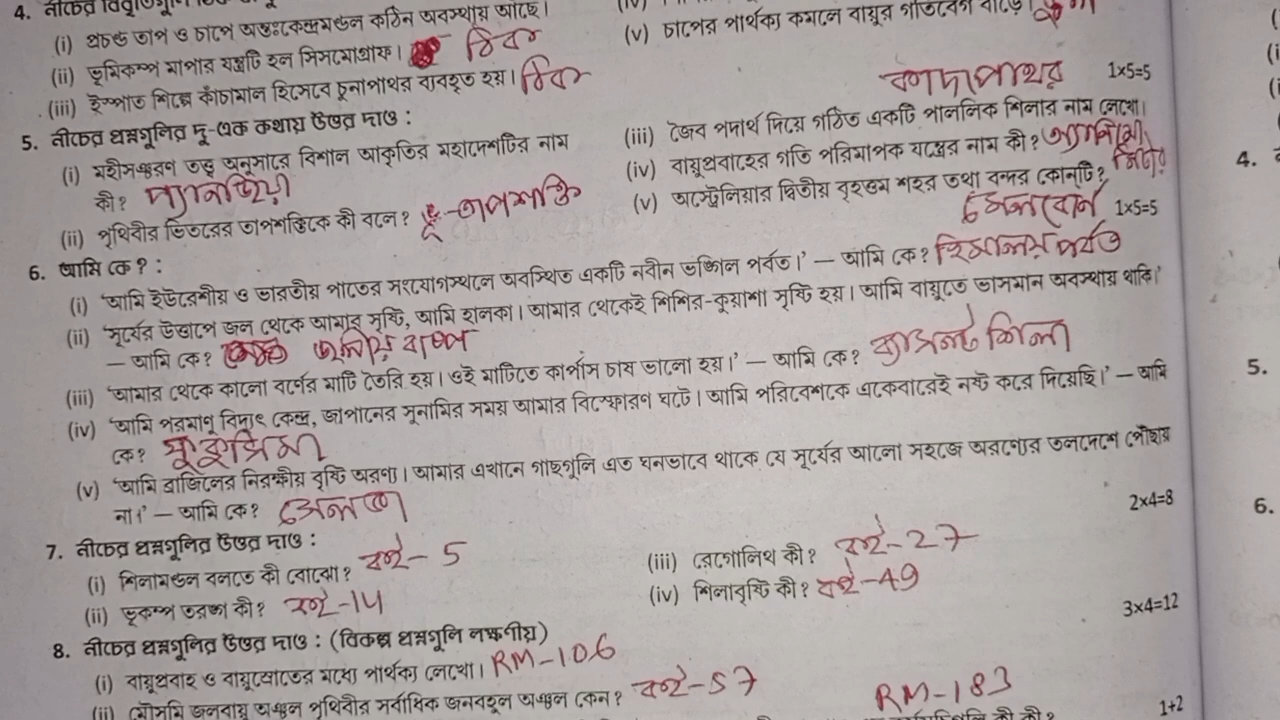 4. নীচের বিবৃতিগুলির
(i) প্রচণ্ড তাপ ও চাপে অন্তঃকেন্দ্রমণ্ডল কঠিন অবস্থায় আছে।
(ii) ভূমিকম্প মাপার যন্ত্রটি হল সিসমোগ্রাফ। ঠিক
(iii) ইস্পাত শিল্পে কাঁচামাল হিসেবে চুনাপাথর ব্যবহৃত হয়। ঠিক
(iv)
(v) চাপের পার্থক্য কমলে বায়ুর গতিবেগ বাড়ে।
1x5=5
5. নীচের প্রশ্নগুলির দু-এক কথায় উত্তর দাও :
(i) মহীসঞ্চরণ তত্ত্ব অনুসারে বিশাল আকৃতির মহাদেশটির নাম
কী? প্যানজিয়া
(ii) পৃথিবীর ভিতরের তাপশক্তিকে কী বলে? ভূ-তাপশক্তি
কাদাপাথর
(iii) জৈব পদার্থ দিয়ে গঠিত একটি পাললিক শিলার নাম লেখো।
(iv) বায়ুপ্রবাহের গতি পরিমাপক যন্ত্রের নাম কী? অ্যানিমো
মিটার
(v) অস্ট্রেলিয়ার দ্বিতীয় বৃহত্তম শহর তথা বন্দর কোনটি?
মেলবোর্ন 1x5=5
6. আমি কে? :
(i) 'আমি ইউরেশীয় ও ভারতীয় পাতের সংযোগস্থলে অবস্থিত একটি নবীন ভঙ্গিল পর্বত।' — আমি কে? হিমালয় পর্বত
(ii) 'সূর্যের উত্তাপে জল থেকে আমার সৃষ্টি, আমি হালকা। আমার থেকেই শিশির-কুয়াশা সৃষ্টি হয়। আমি বায়ুতে ভাসমান অবস্থায় থাকি।'
— আমি কে? জলীয় বাষ্প
(iii) 'আমার থেকে কালো বর্ণের মাটি তৈরি হয়। ওই মাটিতে কার্পাস চাষ ভালো হয়।' — আমি কে? ব্যাসল্ট শিলা
(iv) 'আমি পরমাণু বিদ্যুৎ কেন্দ্র, জাপানের সুনামির সময় আমার বিস্ফোরণ ঘটে। আমি পরিবেশকে একেবারেই নষ্ট করে দিয়েছি।' — আমি
কে? ফুকুশিমা
(v) 'আমি ব্রাজিলের নিরক্ষীয় বৃষ্টি অরণ্য। আমার এখানে গাছগুলি এত ঘনভাবে থাকে যে সূর্যের আলো সহজে অরণ্যের তলদেশে পৌঁছায়
না।' — আমি কে? সেলভা
2x4=8
7. নীচের প্রশ্নগুলির উত্তর দাও :
(i) শিলামণ্ডল বলতে কী বোঝো? বই-5
(ii) ভূকম্প তরঙ্গ কী? বই-14
(iii) রেগোলিথ কী? বই-27
(iv) শিলাবৃষ্টি কী? বই-49
3x4=12
8. নীচের প্রশ্নগুলির উত্তর দাও : (বিকল্প প্রশ্নগুলি লক্ষণীয়)
(i) বায়ুপ্রবাহ ও বায়ুস্রোতের মধ্যে পার্থক্য লেখো। RM-106
(ii) মৌসুমি জলবায়ু অঞ্চল পৃথিবীর সর্বাধিক জনবহুল অঞ্চল কেন? বই-57
RM-183
1+2
4.
5.
6.